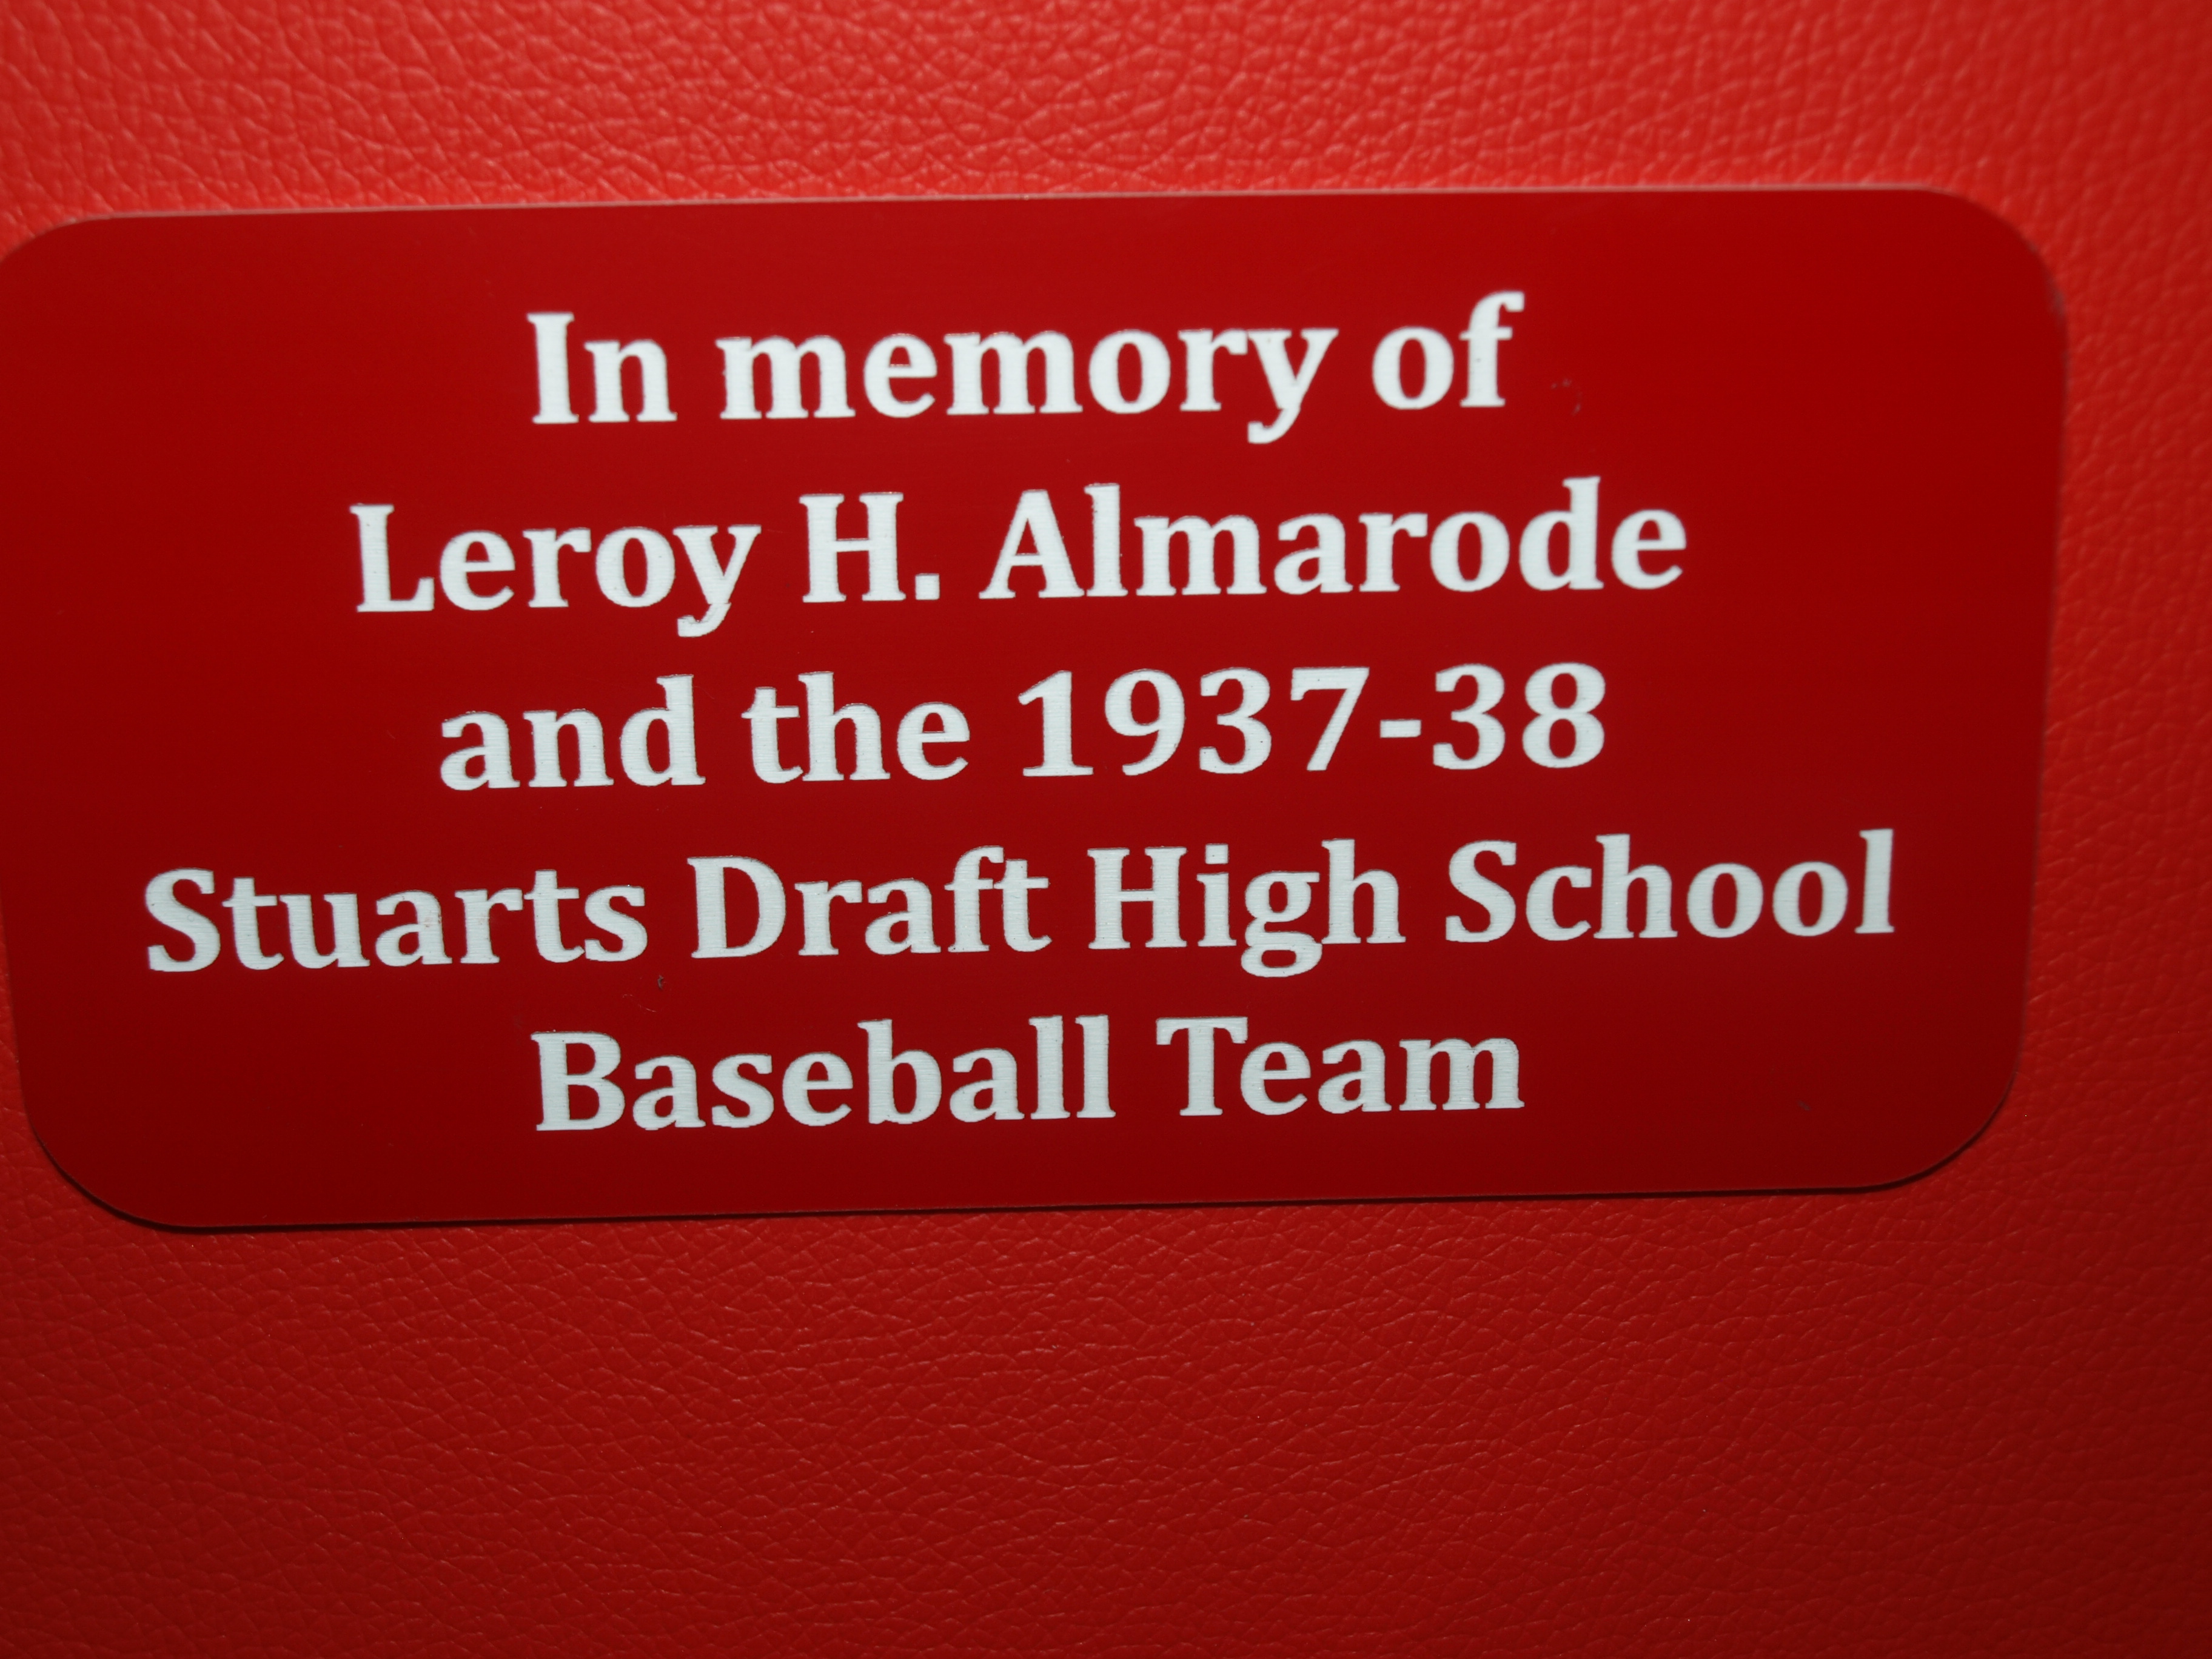 In memory of
Leroy H. Almarode
and the 1937-38
Stuarts Draft High School
Baseball Team